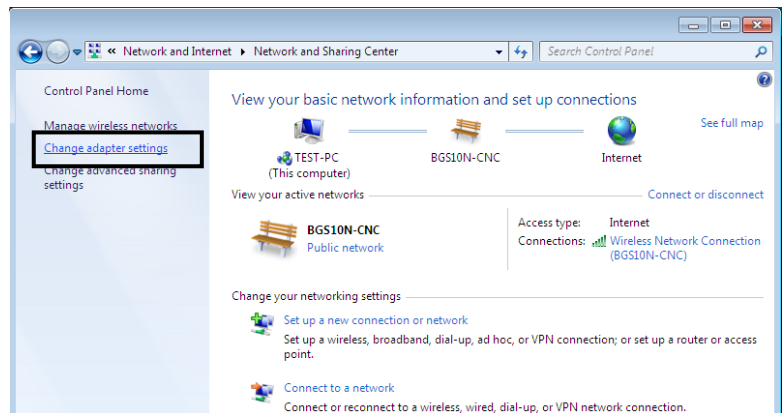 « Network and Internet ▸ Network and Sharing Center
Search Control Panel
Control Panel Home
Manage wireless networks
Change adapter settings
Change advanced sharing
settings
View your basic network information and set up connections
See full map
TEST-PC
(This computer)
BGS10N-CNC
Internet
View your active networks
Connect or disconnect
BGS10N-CNC
Public network
Access type: Internet
Connections: Wireless Network Connection
(BGS10N-CNC)
Change your networking settings
Set up a new connection or network
Set up a wireless, broadband, dial-up, ad hoc, or VPN connection; or set up a router or access
point.
Connect to a network
Connect or reconnect to a wireless, wired, dial-up, or VPN network connection.